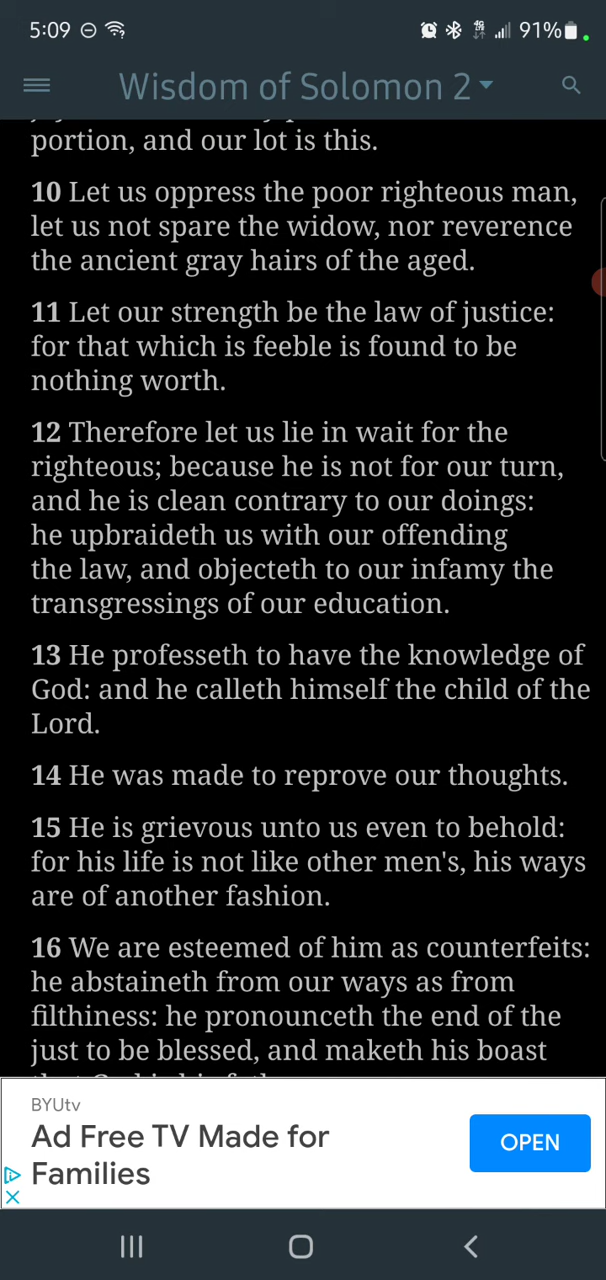 5:09
4G
91%
Wisdom of Solomon 2
portion, and our lot is this.
10 Let us oppress the poor righteous man,
let us not spare the widow, nor reverence
the ancient gray hairs of the aged.
11 Let our strength be the law of justice:
for that which is feeble is found to be
nothing worth.
12 Therefore let us lie in wait for the
righteous; because he is not for our turn,
and he is clean contrary to our doings:
he upbraideth us with our offending
the law, and objecteth to our infamy the
transgressings of our education.
13 He professeth to have the knowledge of
God: and he calleth himself the child of the
Lord.
14 He was made to reprove our thoughts.
15 He is grievous unto us even to behold:
for his life is not like other men's, his ways
are of another fashion.
16 We are esteemed of him as counterfeits:
he abstaineth from our ways as from
filthiness: he pronounceth the end of the
just to be blessed, and maketh his boast
BYUtv
Ad Free TV Made for
Families
OPEN